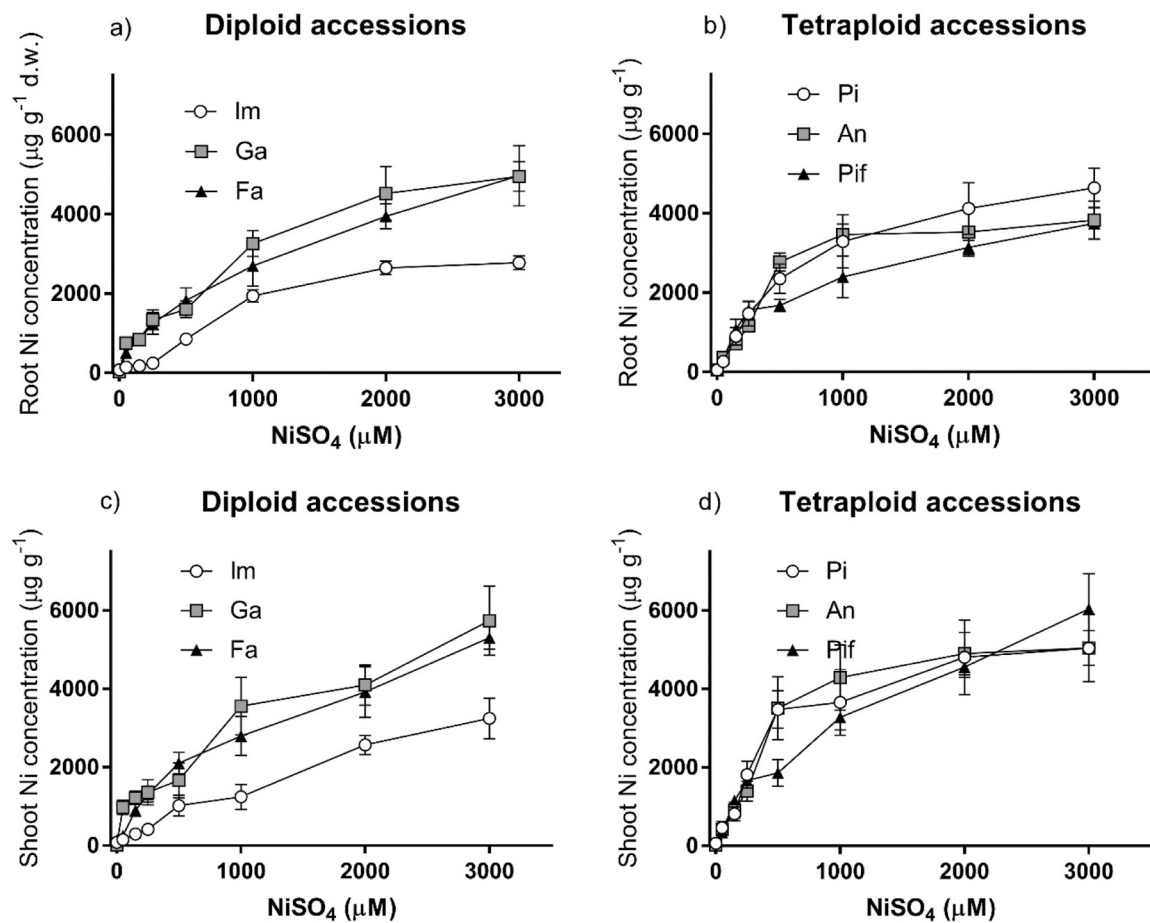 a) Diploid accessions
Root Ni concentration (µg g⁻¹ d.w.)
6000
4000
2000
0
Im
Ga
Fa
0 1000 2000 3000
NiSO₄ (µM)
b) Tetraploid accessions
Root Ni concentration (µg g⁻¹)
6000
4000
2000
0
Pi
An
Pif
0 1000 2000 3000
NiSO₄ (µM)
c) Diploid accessions
Shoot Ni concentration (µg g⁻¹)
6000
4000
2000
0
Im
Ga
Fa
0 1000 2000 3000
NiSO₄ (µM)
d) Tetraploid accessions
Shoot Ni concentration (µg g⁻¹)
6000
4000
2000
0
Pi
An
Pif
0 1000 2000 3000
NiSO₄ (µM)